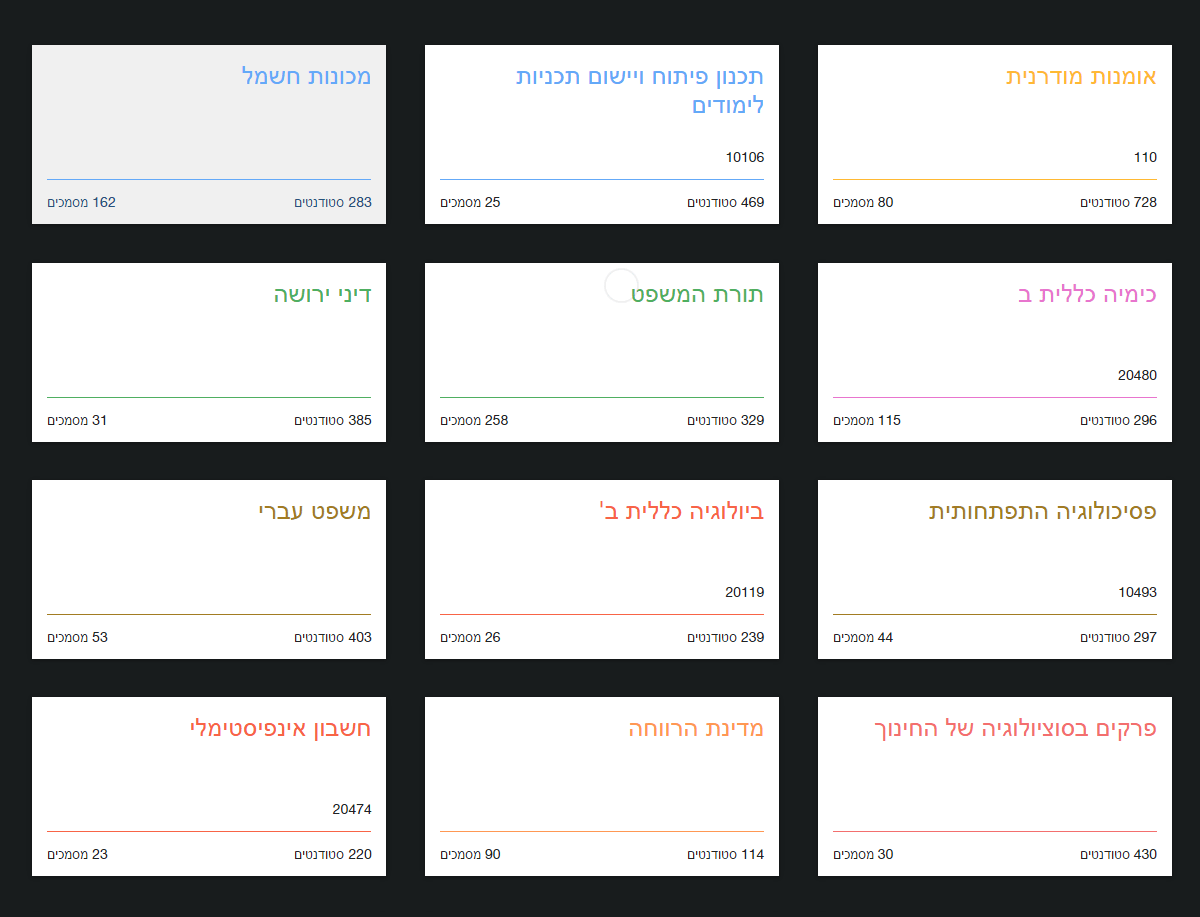 אומנות מודרנית
110
728 סטודנטים
80 מסמכים
תכנון פיתוח ויישום תכניות
לימודים
10106
469 סטודנטים
25 מסמכים
מכונות חשמל
283 סטודנטים
162 מסמכים
כימיה כללית ב
20480
296 סטודנטים
115 מסמכים
תורת המשפט
329 סטודנטים
258 מסמכים
דיני ירושה
385 סטודנטים
31 מסמכים
פסיכולוגיה התפתחותית
10493
297 סטודנטים
44 מסמכים
ביולוגיה כללית ב'
20119
239 סטודנטים
26 מסמכים
משפט עברי
403 סטודנטים
53 מסמכים
פרקים בסוציולוגיה של החינוך
430 סטודנטים
30 מסמכים
מדינת הרווחה
114 סטודנטים
90 מסמכים
חשבון אינפיסטימלי
20474
220 סטודנטים
23 מסמכים